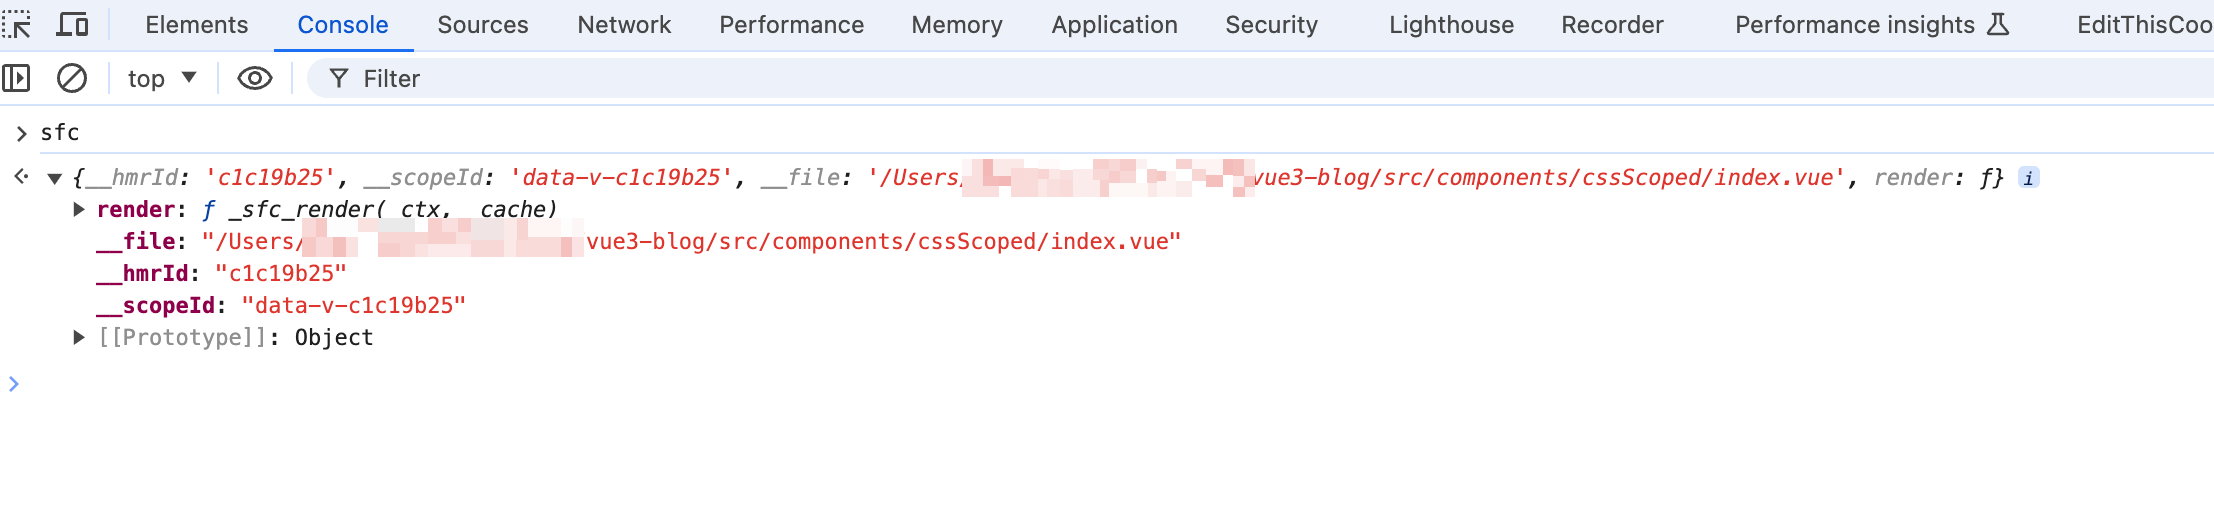 Elements Console Sources Network Performance Memory Application Security Lighthouse Recorder Performance insights EditThisCoo
top Filter
sfc
{__hmrId: 'c1c19b25', __scopeId: 'data-v-c1c19b25', __file: '/Users/vue3-blog/src/components/cssScoped/index.vue', render: ƒ}
render: ƒ _sfc_render(_ctx, _cache)
__file: "/Users/vue3-blog/src/components/cssScoped/index.vue"
__hmrId: "c1c19b25"
__scopeId: "data-v-c1c19b25"
[[Prototype]]: Object